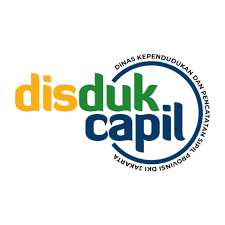 disduk
capil
DINAS KEPENDUDUKAN DAN PENCATATAN SIPIL PROVINSI DKI JAKARTA